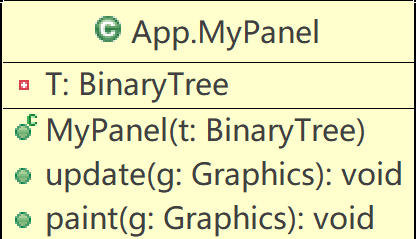 C App.MyPanel
T: BinaryTree
C MyPanel(t: BinaryTree)
update(g: Graphics): void
paint(g: Graphics): void